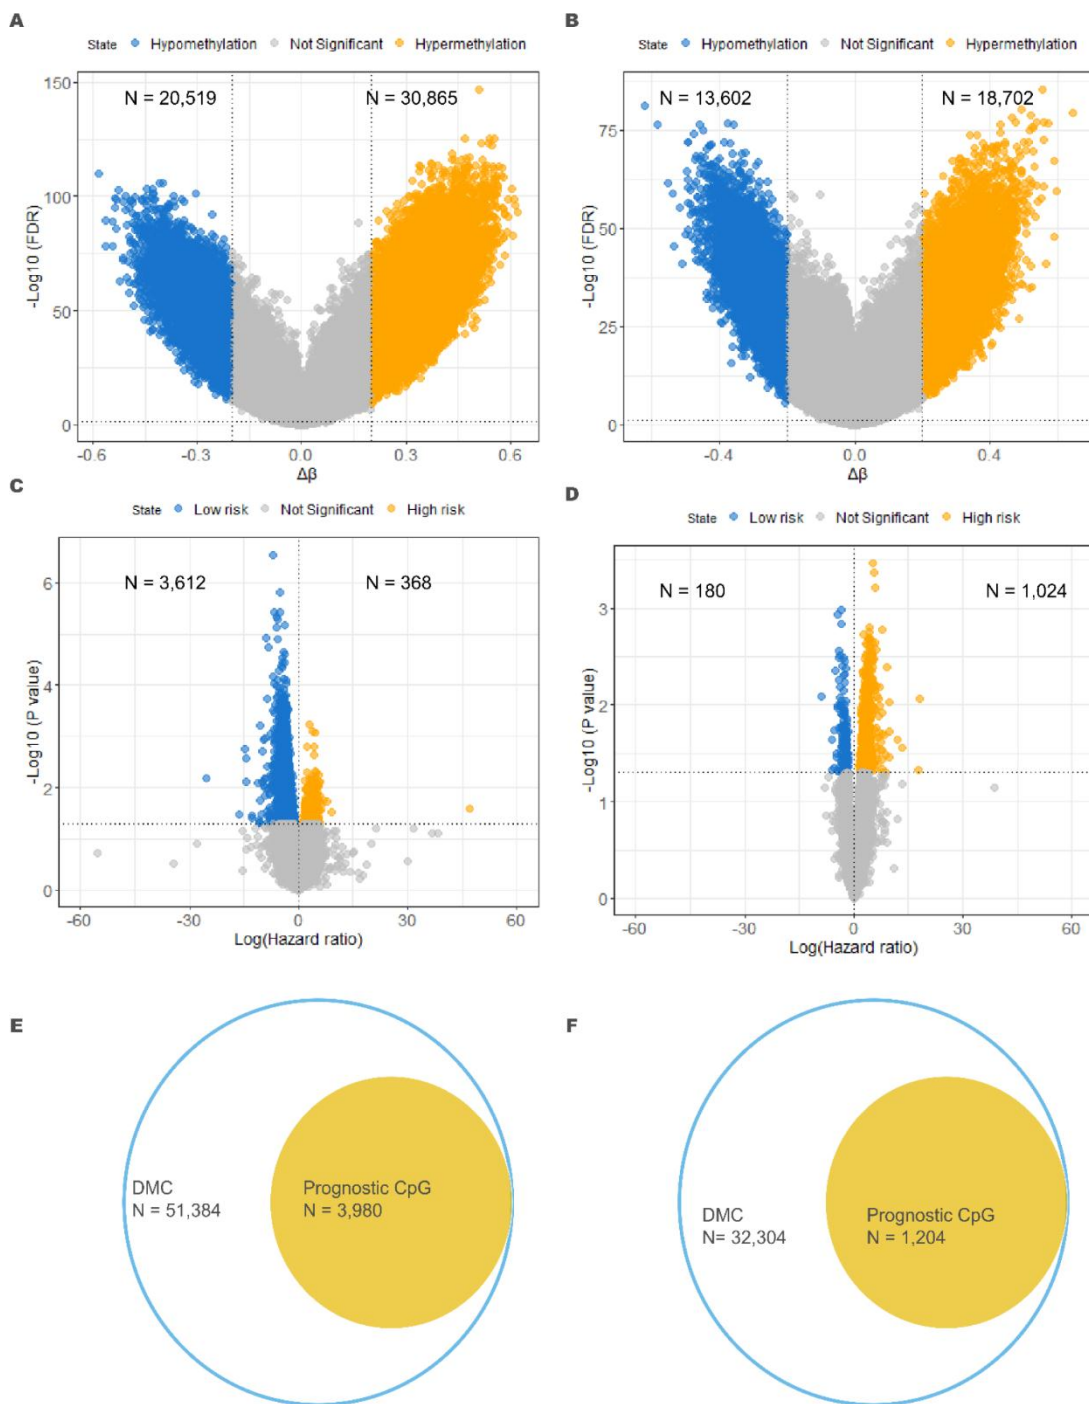 A
State Hypomethylation Not Significant Hypermethylation
N = 20,519
N = 30,865
-Log10 (FDR)
150
100
50
0
-0.6 -0.3 0.0 0.3 0.6
Δβ
B
State Hypomethylation Not Significant Hypermethylation
N = 13,602
N = 18,702
-Log10 (FDR)
75
50
25
0
-0.4 0.0 0.4
Δβ
C
State Low risk Not Significant High risk
N = 3,612
N = 368
-Log10 (P value)
6
4
2
0
-60 -30 0 30 60
Log(Hazard ratio)
D
State Low risk Not Significant High risk
N = 180
N = 1,024
-Log10 (P value)
3
2
1
0
-60 -30 0 30 60
Log(Hazard ratio)
E
DMC
N = 51,384
Prognostic CpG
N = 3,980
F
DMC
N= 32,304
Prognostic CpG
N = 1,204